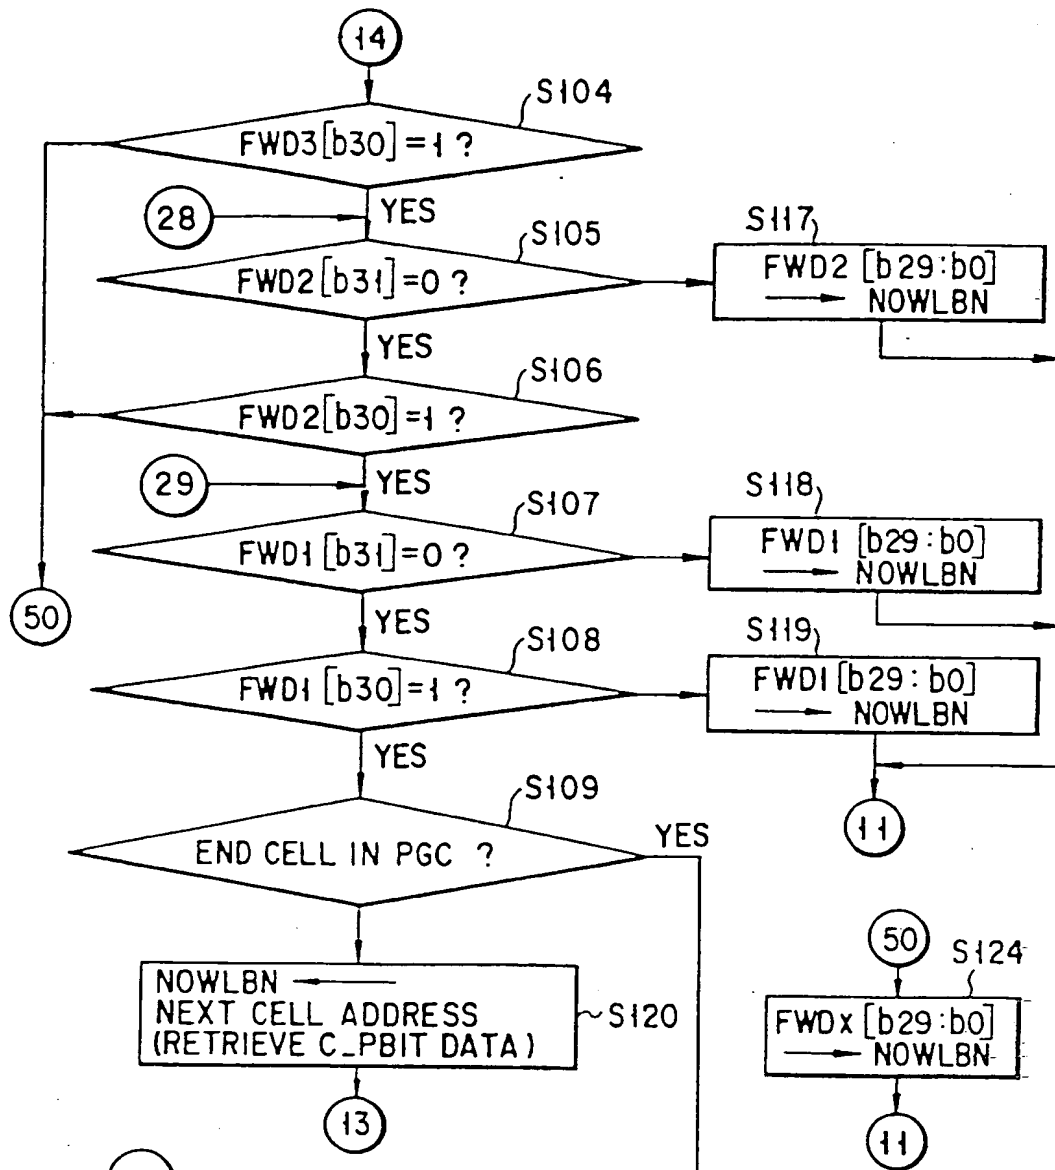 14
S104
FWD3[b30]=1 ?
28
YES
S105
FWD2[b31]=0 ?
S117
FWD2 [b29:b0]
NOWLBN
YES
S106
FWD2[b30]=1 ?
29
YES
S107
FWD1[b31]=0 ?
S118
FWD1 [b29:b0]
NOWLBN
50
YES
S108
FWD1[b30]=1 ?
S119
FWD1[b29:b0]
NOWLBN
YES
S109
END CELL IN PGC ?
YES
11
NOWLBN
NEXT CELL ADDRESS
(RETRIEVE C_PBIT DATA)
S120
13
50
S124
FWDX[b29:b0]
NOWLBN
11